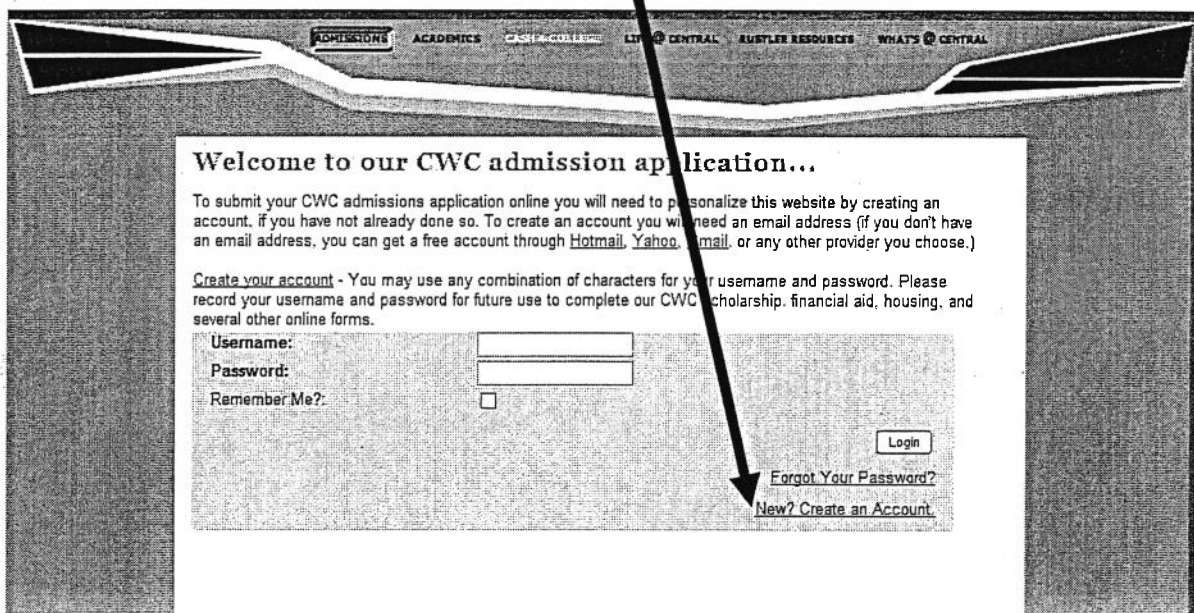 ADMISSIONS ACADEMICS CASH 4 COLLEGE LIFE @ CENTRAL RUSTLER RESOURCES WHAT'S @ CENTRAL
Welcome to our CWC admission application...
To submit your CWC admissions application online you will need to personalize this website by creating an
account, if you have not already done so. To create an account you will need an email address (if you don't have
an email address, you can get a free account through Hotmail, Yahoo, Gmail, or any other provider you choose.)
Create your account - You may use any combination of characters for your username and password. Please
record your username and password for future use to complete our CWC scholarship, financial aid, housing, and
several other online forms.
Username:
Password:
Remember Me?:
Login
Forgot Your Password?
New? Create an Account.